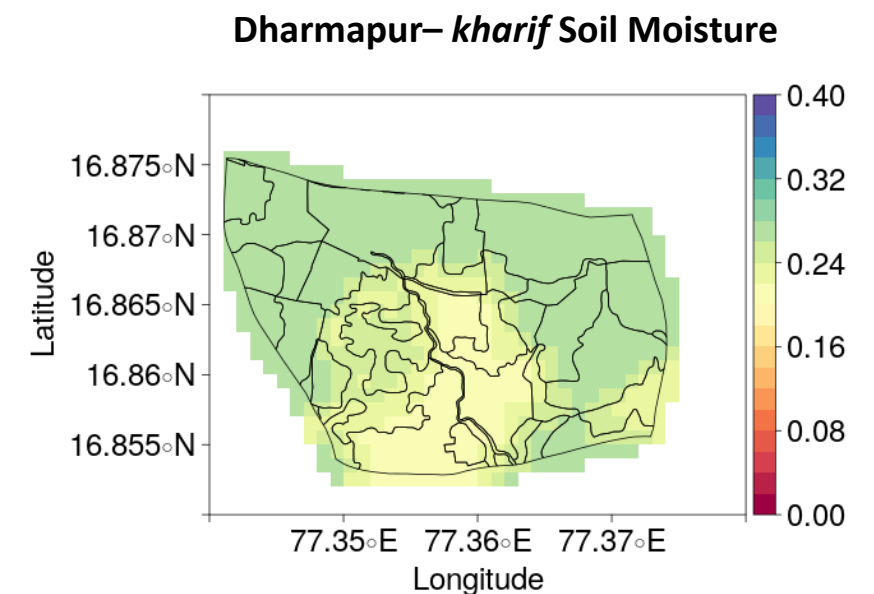 Dharmapur– kharif Soil Moisture
0.40
0.32
0.24
0.16
0.08
0.00
16.875◦N
16.87◦N
16.865◦N
16.86◦N
16.855◦N
Latitude
77.35◦E 77.36◦E 77.37◦E
Longitude